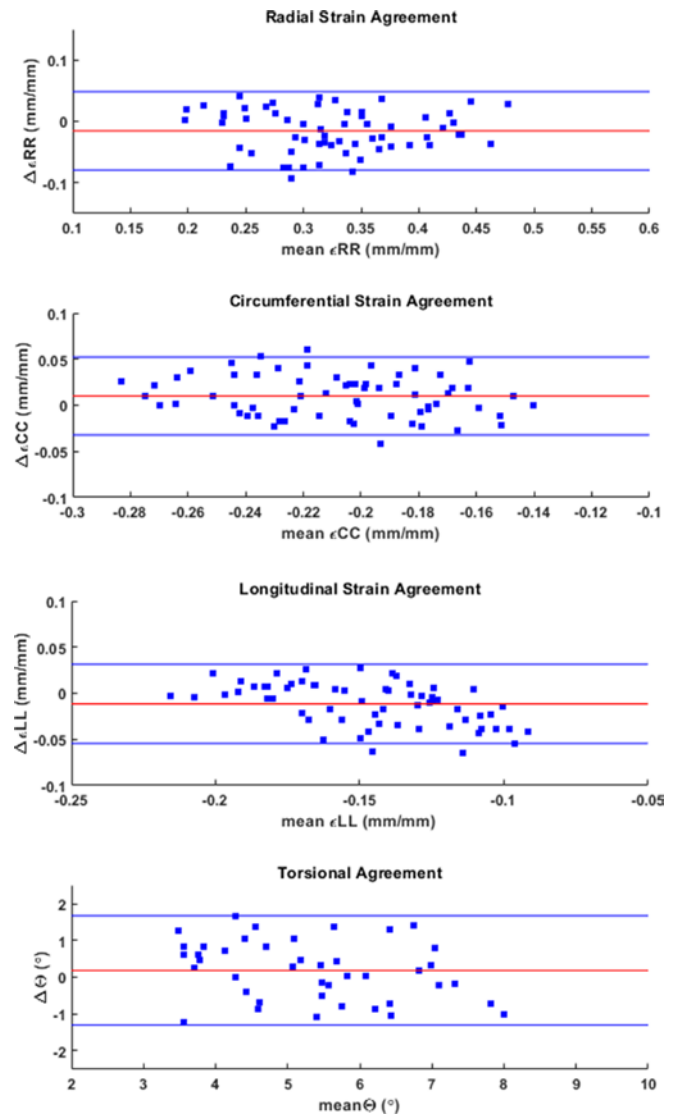 Radial Strain Agreement
0.1
0
-0.1
Δ ϵRR (mm/mm)
0.1 0.15 0.2 0.25 0.3 0.35 0.4 0.45 0.5 0.55 0.6
mean ϵRR (mm/mm)
Circumferential Strain Agreement
0.1
0.05
0
-0.05
-0.1
Δ ϵCC (mm/mm)
-0.3 -0.28 -0.26 -0.24 -0.22 -0.2 -0.18 -0.16 -0.14 -0.12 -0.1
mean ϵCC (mm/mm)
Longitudinal Strain Agreement
0.1
0.05
0
-0.05
-0.1
Δ ϵLL (mm/mm)
-0.25 -0.2 -0.15 -0.1 -0.05
mean ϵLL (mm/mm)
Torsional Agreement
2
1
0
-1
-2
ΔΘ (°)
2 3 4 5 6 7 8 9 10
meanΘ (°)